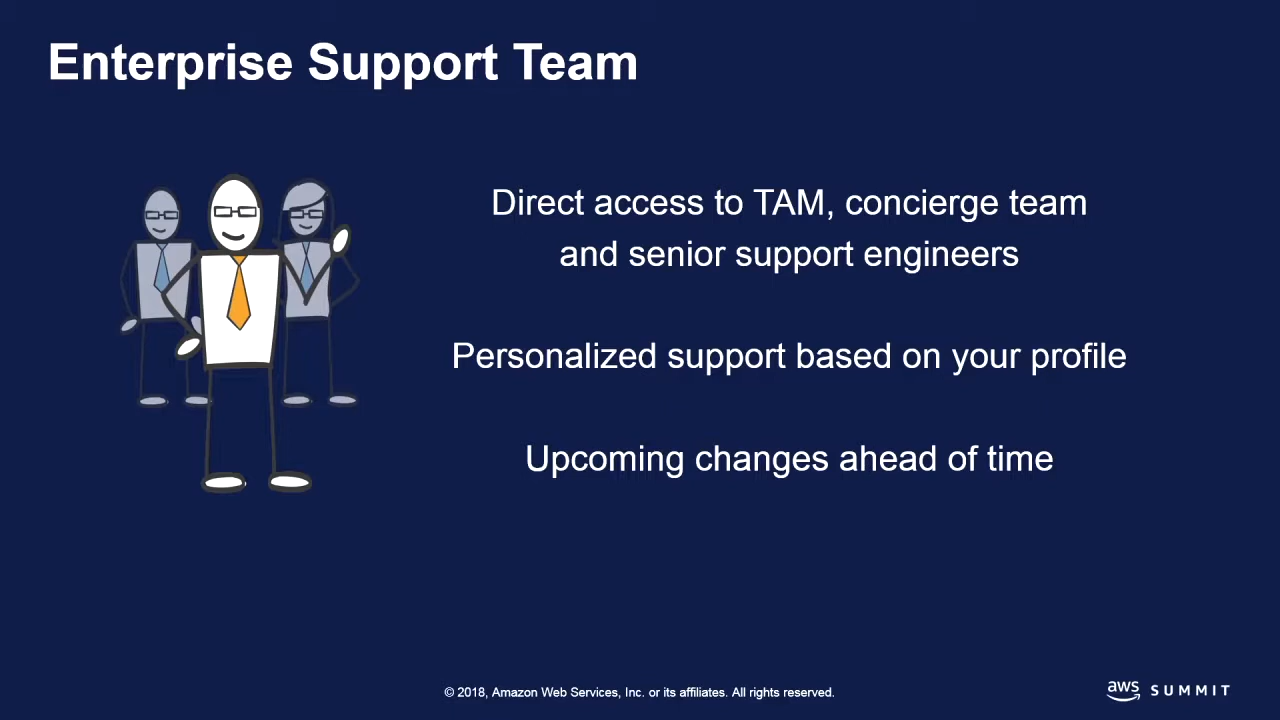 Enterprise Support Team
Direct access to TAM, concierge team
and senior support engineers
Personalized support based on your profile
Upcoming changes ahead of time
© 2018, Amazon Web Services, Inc. or its affiliates. All rights reserved.
aws SUMMIT